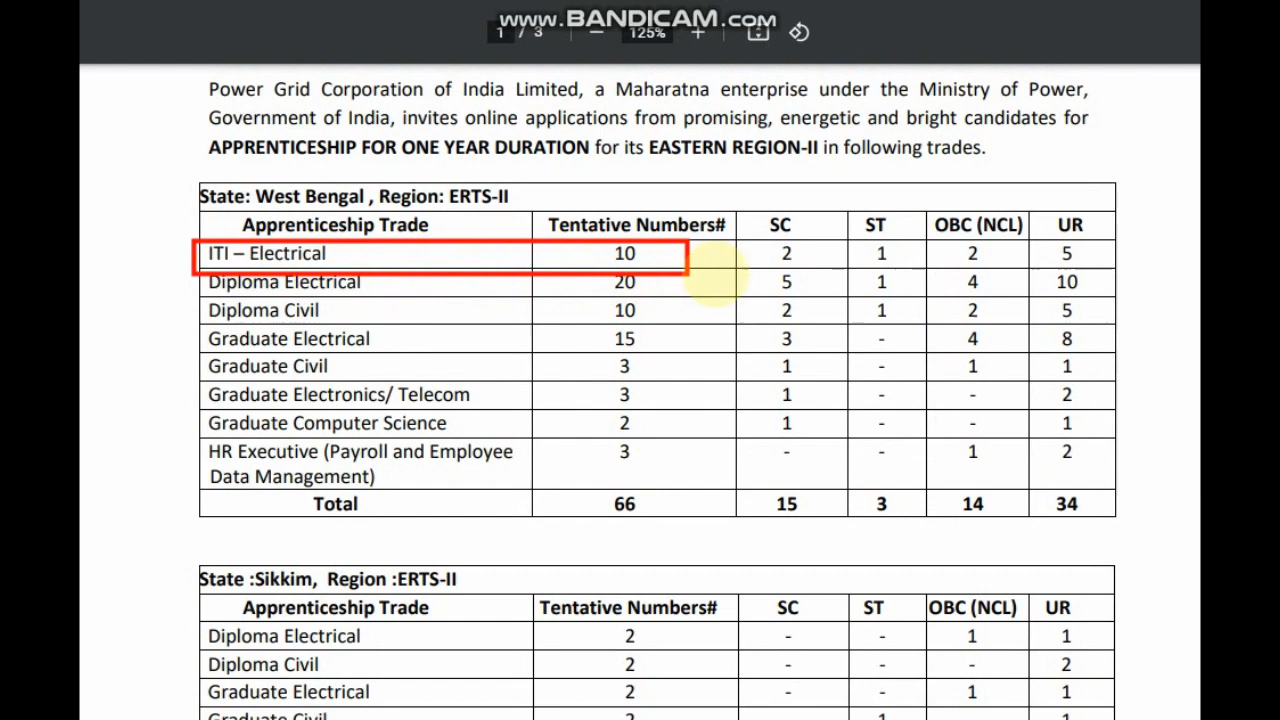 www.BANDICAM.com
1 / 3 − 125% +
Power Grid Corporation of India Limited, a Maharatna enterprise under the Ministry of Power,
Government of India, invites online applications from promising, energetic and bright candidates for
APPRENTICESHIP FOR ONE YEAR DURATION for its EASTERN REGION-II in following trades.
State: West Bengal , Region: ERTS-II
Apprenticeship Trade Tentative Numbers# SC ST OBC (NCL) UR
ITI – Electrical 10 2 1 2 5
Diploma Electrical 20 5 1 4 10
Diploma Civil 10 2 1 2 5
Graduate Electrical 15 3 - 4 8
Graduate Civil 3 1 - 1 1
Graduate Electronics/ Telecom 3 1 - - 2
Graduate Computer Science 2 1 - - 1
HR Executive (Payroll and Employee 3 - - 1 2
Data Management)
Total 66 15 3 14 34
State :Sikkim, Region :ERTS-II
Apprenticeship Trade Tentative Numbers# SC ST OBC (NCL) UR
Diploma Electrical 2 - - 1 1
Diploma Civil 2 - - - 2
Graduate Electrical 2 - - 1 1
Graduate Civil 2 - 1 - 1